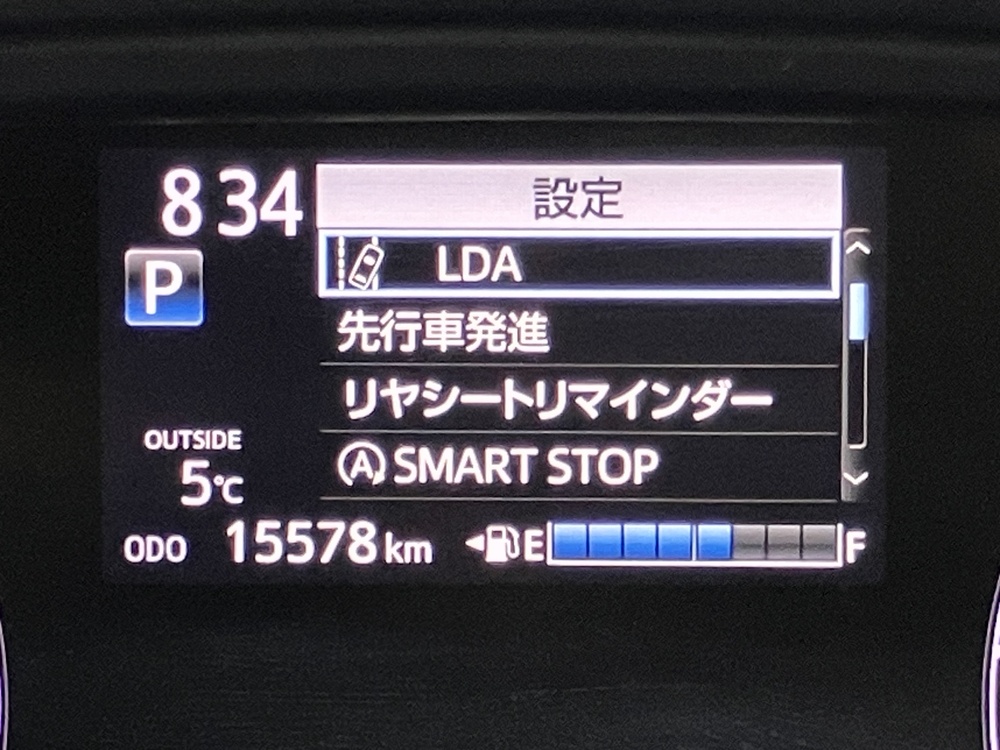 8 34
設定
P
LDA
先行車発進
リヤシートリマインダー
A SMART STOP
OUTSIDE
5℃
ODO 15578 km
E F